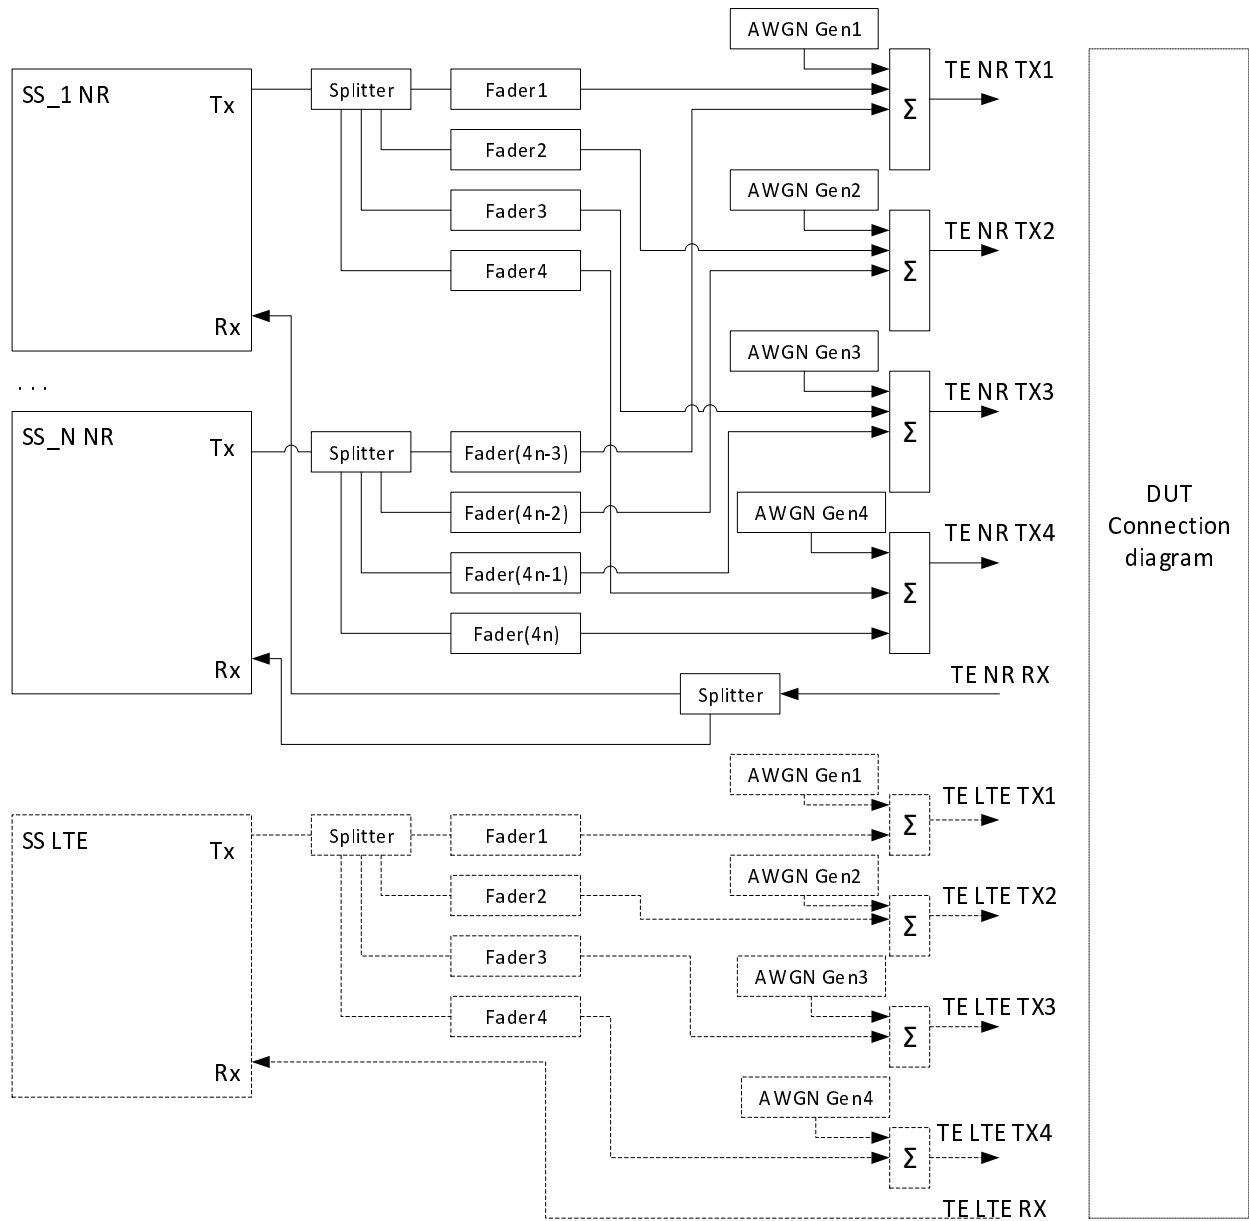 AWGN Gen1
TE NR TX1
SS_1 NR
Tx
Splitter
Fader1
Σ
Fader2
AWGN Gen2
TE NR TX2
Fader3
Fader4
Σ
Rx
AWGN Gen3
TE NR TX3
. . .
SS_N NR
Tx
Splitter
Fader(4n-3)
Σ
Fader(4n-2)
AWGN Gen4
TE NR TX4
DUT
Connection
diagram
Fader(4n-1)
Σ
Fader(4n)
Rx
TE NR RX
Splitter
AWGN Gen1
TE LTE TX1
SS LTE
Tx
Splitter
Fader1
Σ
AWGN Gen2
TE LTE TX2
Fader2
Σ
Fader3
AWGN Gen3
TE LTE TX3
Fader4
Σ
Rx
AWGN Gen4
TE LTE TX4
Σ
TE LTE RX